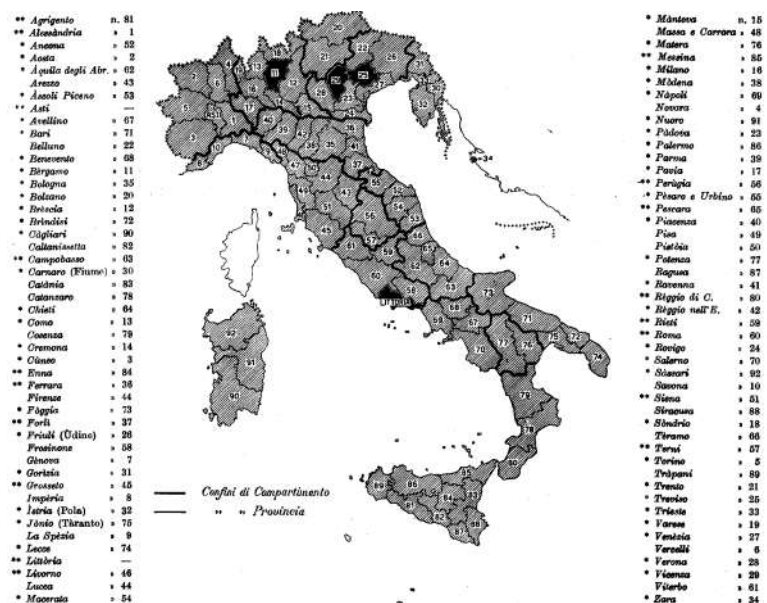 ** Agrigento n. 81
** Alessàndria » 1
* Ancona » 52
* Aosta » 2
* Àquila degli Abr. » 62
Arezzo » 43
* Àscoli Piceno » 53
** Asti —
* Avellino » 67
* Bari » 71
Belluno » 22
* Benevento » 68
* Bèrgamo » 11
* Bologna » 35
* Bolzano » 20
* Brèscia » 12
* Brìndisi » 72
* Càgliari » 90
Caltanissetta » 82
** Campobasso » 63
* Carnaro (Fiume) » 30
Catània » 83
Catanzaro » 78
* Chieti » 64
* Como » 13
Cosenza » 79
* Cremona » 14
* Cùneo » 3
** Enna » 84
** Ferrara » 36
Firenze » 44
* Fòggia » 73
** Forlì » 37
* Friuli (Ùdine) » 26
Frosinone » 58
Gènova » 7
* Gorizia » 31
** Grosseto » 45
Impèria » 8
* Ìstria (Pola) » 32
* Jònio (Tàranto) » 75
La Spèzia » 9
* Lecce » 74
** Littòria —
** Livorno » 46
Lucca » 44
* Macerata » 54
LITTORIA
Confini di Compartimento
" " Provincia
* Màntova n. 15
Massa e Carrara » 48
* Matera » 76
** Messina » 85
* Milano » 16
* Mòdena » 38
* Nàpoli » 69
Novara » 4
* Nuoro » 91
* Pàdova » 23
* Palermo » 86
* Parma » 39
* Pavia » 17
** Perùgia » 56
* Pèsaro e Urbino » 55
** Pescara » 65
* Piacenza » 40
Pisa » 49
Pistòia » 50
* Potenza » 77
Ragusa » 87
* Ravenna » 41
** Règgio di C. » 80
* Règgio nell'E. » 42
** Rieti » 59
** Roma » 60
* Rovigo » 24
* Salerno » 70
* Sàssari » 92
Savona » 10
** Siena » 51
Siracusa » 88
* Sòndrio » 18
Tèramo » 66
** Terni » 57
* Torino » 5
Tràpani » 89
* Trento » 21
* Treviso » 25
* Trieste » 33
* Varese » 19
* Venèzia » 27
Vercelli » 6
* Verona » 28
* Vicenza » 29
Viterbo » 61
* Zara » 34